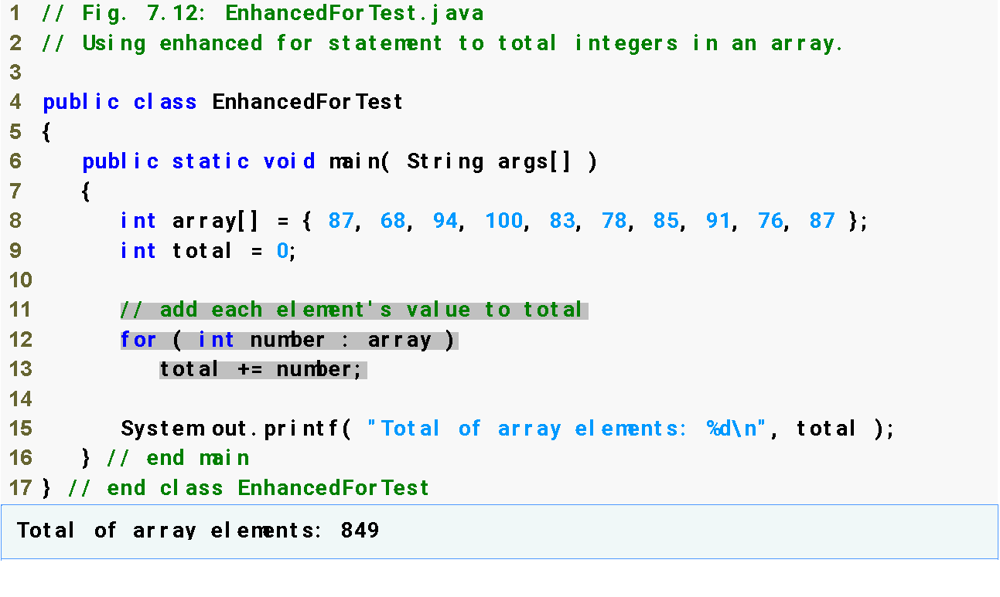 1 // Fig. 7.12: EnhancedForTest.java
2 // Using enhanced for statement to total integers in an array.
3
4 public class EnhancedForTest
5 {
6    public static void main( String args[] )
7    {
8       int array[] = { 87, 68, 94, 100, 83, 78, 85, 91, 76, 87 };
9       int total = 0;
10
11       // add each element's value to total
12       for ( int number : array )
13          total += number;
14
15       System.out.printf( "Total of array elements: %d\n", total );
16    } // end main
17 } // end class EnhancedForTest
Total of array elements: 849